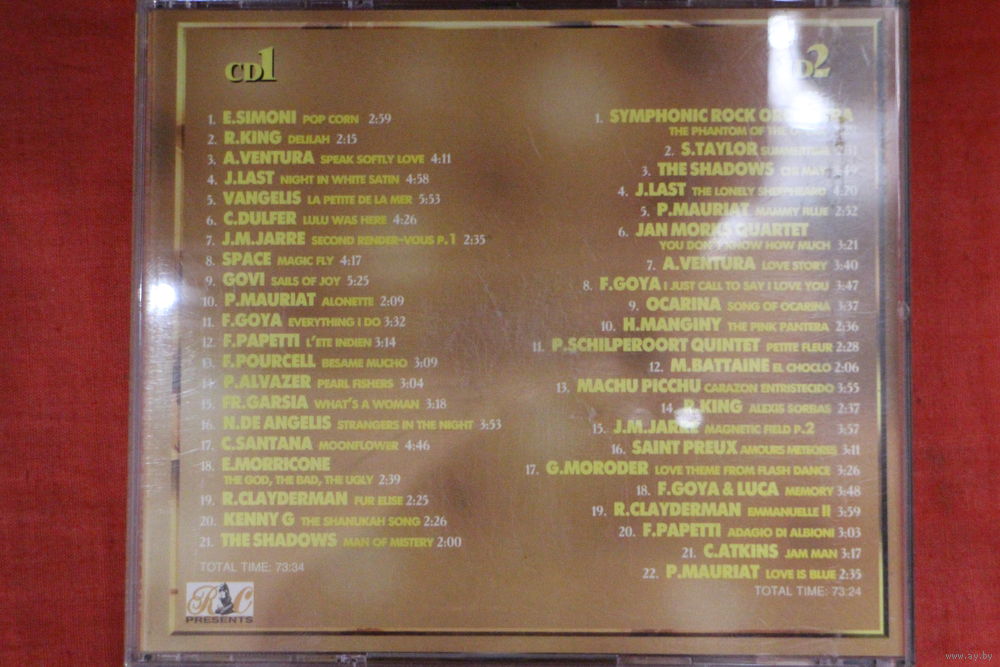 CD1
1. E.SIMONI POP CORN 2:59
2. R.KING DELILAH 2:15
3. A.VENTURA SPEAK SOFTLY LOVE 4:11
4. J.LAST NIGHT IN WHITE SATIN 4:58
5. VANGELIS LA PETITE DE LA MER 5:53
6. C.DULFER LULU WAS HERE 4:26
7. J.M.JARRE SECOND RENDER-VOUS P.1 2:35
8. SPACE MAGIC FLY 4:17
9. GOVI SAILS OF JOY 5:25
10. P.MAURIAT ALONETTE 2:09
11. F.GOYA EVERYTHING I DO 3:32
12. F.PAPETTI L'ETE INDIEN 3:14
13. F.POURCELL BESAME MUCHO 3:09
14. P.ALVAZER PEARL FISHERS 3:04
15. FR.GARSIA WHAT'S A WOMAN 3:18
16. N.DE ANGELIS STRANGERS IN THE NIGHT 3:53
17. C.SANTANA MOONFLOWER 4:46
18. E.MORRICONE
THE GOD, THE BAD, THE UGLY 2:39
19. R.CLAYDERMAN FUR ELISE 2:25
20. KENNY G THE SHANUKAH SONG 2:26
21. THE SHADOWS MAN OF MISTERY 2:00
TOTAL TIME: 73:34
R&C
PRESENTS
CD2
1. SYMPHONIC ROCK ORCHESTRA
THE PHANTOM OF THE
2. S.TAYLOR SUMMERTIME
3. THE SHADOWS CHI MAY
4. J.LAST THE LONELY SHEPHEARD 4:20
5. P.MAURIAT MAMMY BLUE 2:52
6. JAN MORKS QUARTET
YOU DON'T KNOW HOW MUCH 3:21
7. A.VENTURA LOVE STORY 3:40
8. F.GOYA I JUST CALL TO SAY I LOVE YOU 3:47
9. OCARINA SONG OF OCARINA 3:37
10. H.MANGINY THE PINK PANTERA 2:36
11. P.SCHILPEROORT QUINTET PETITE FLEUR 2:28
12. M.BATTAINE EL CHOCLO 2:06
13. MACHU PICCHU CARAZON ENTRISTECIDO 3:55
14. R.KING ALEXIS SORBAS 2:37
15. J.M.JARRE MAGNETIC FIELD P.2 3:57
16. SAINT PREUX AMOURS METEORES 3:11
17. G.MORODER LOVE THEME FROM FLASH DANCE 3:26
18. F.GOYA & LUCA MEMORY 3:48
19. R.CLAYDERMAN EMMANUELLE II 3:59
20. F.PAPETTI ADAGIO DI ALBIONI 3:03
21. C.ATKINS JAM MAN 3:17
22. P.MAURIAT LOVE IS BLUE 2:35
TOTAL TIME: 73:24
www.ay.by